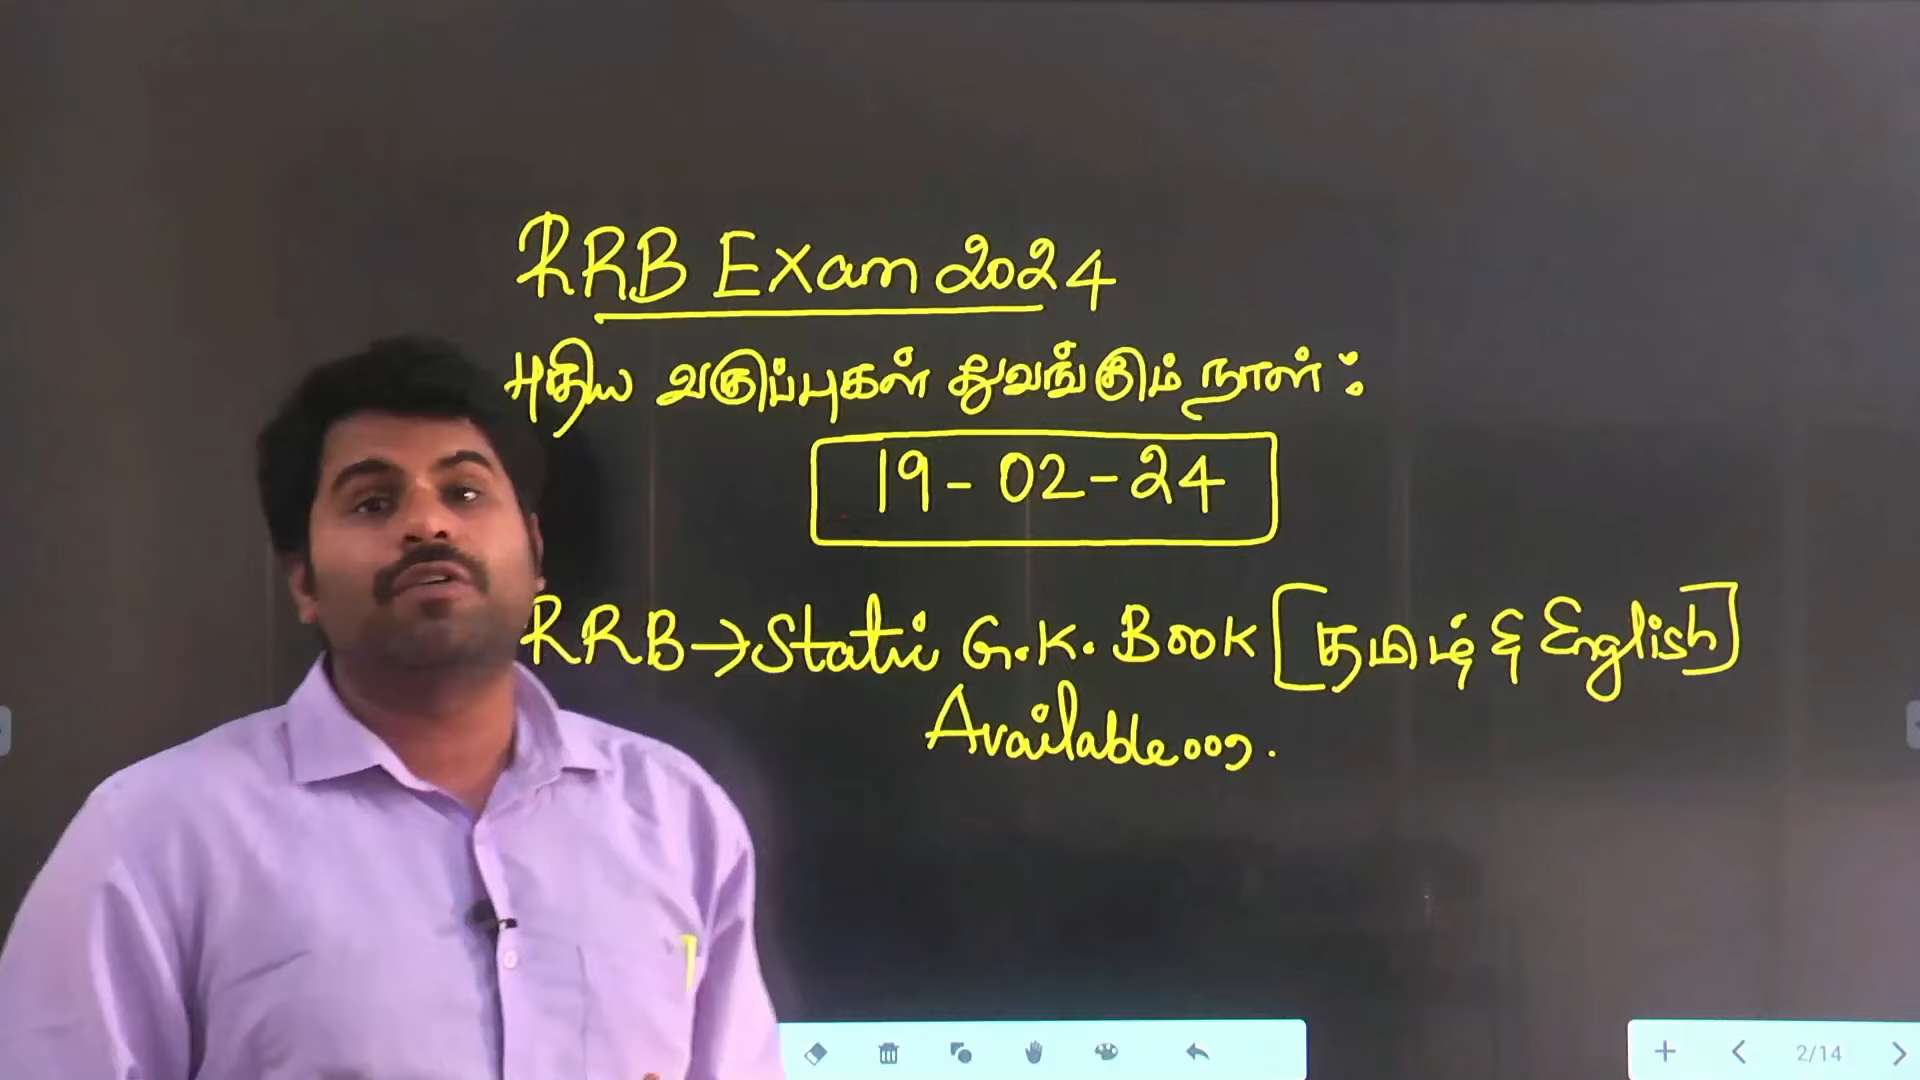 RRB Exam 2024
புதிய வகுப்புகள் துவங்கும் நாள் :
19-02-24
RRB → Static G.K. Book [தமிழ் & English]
Available...
2/14